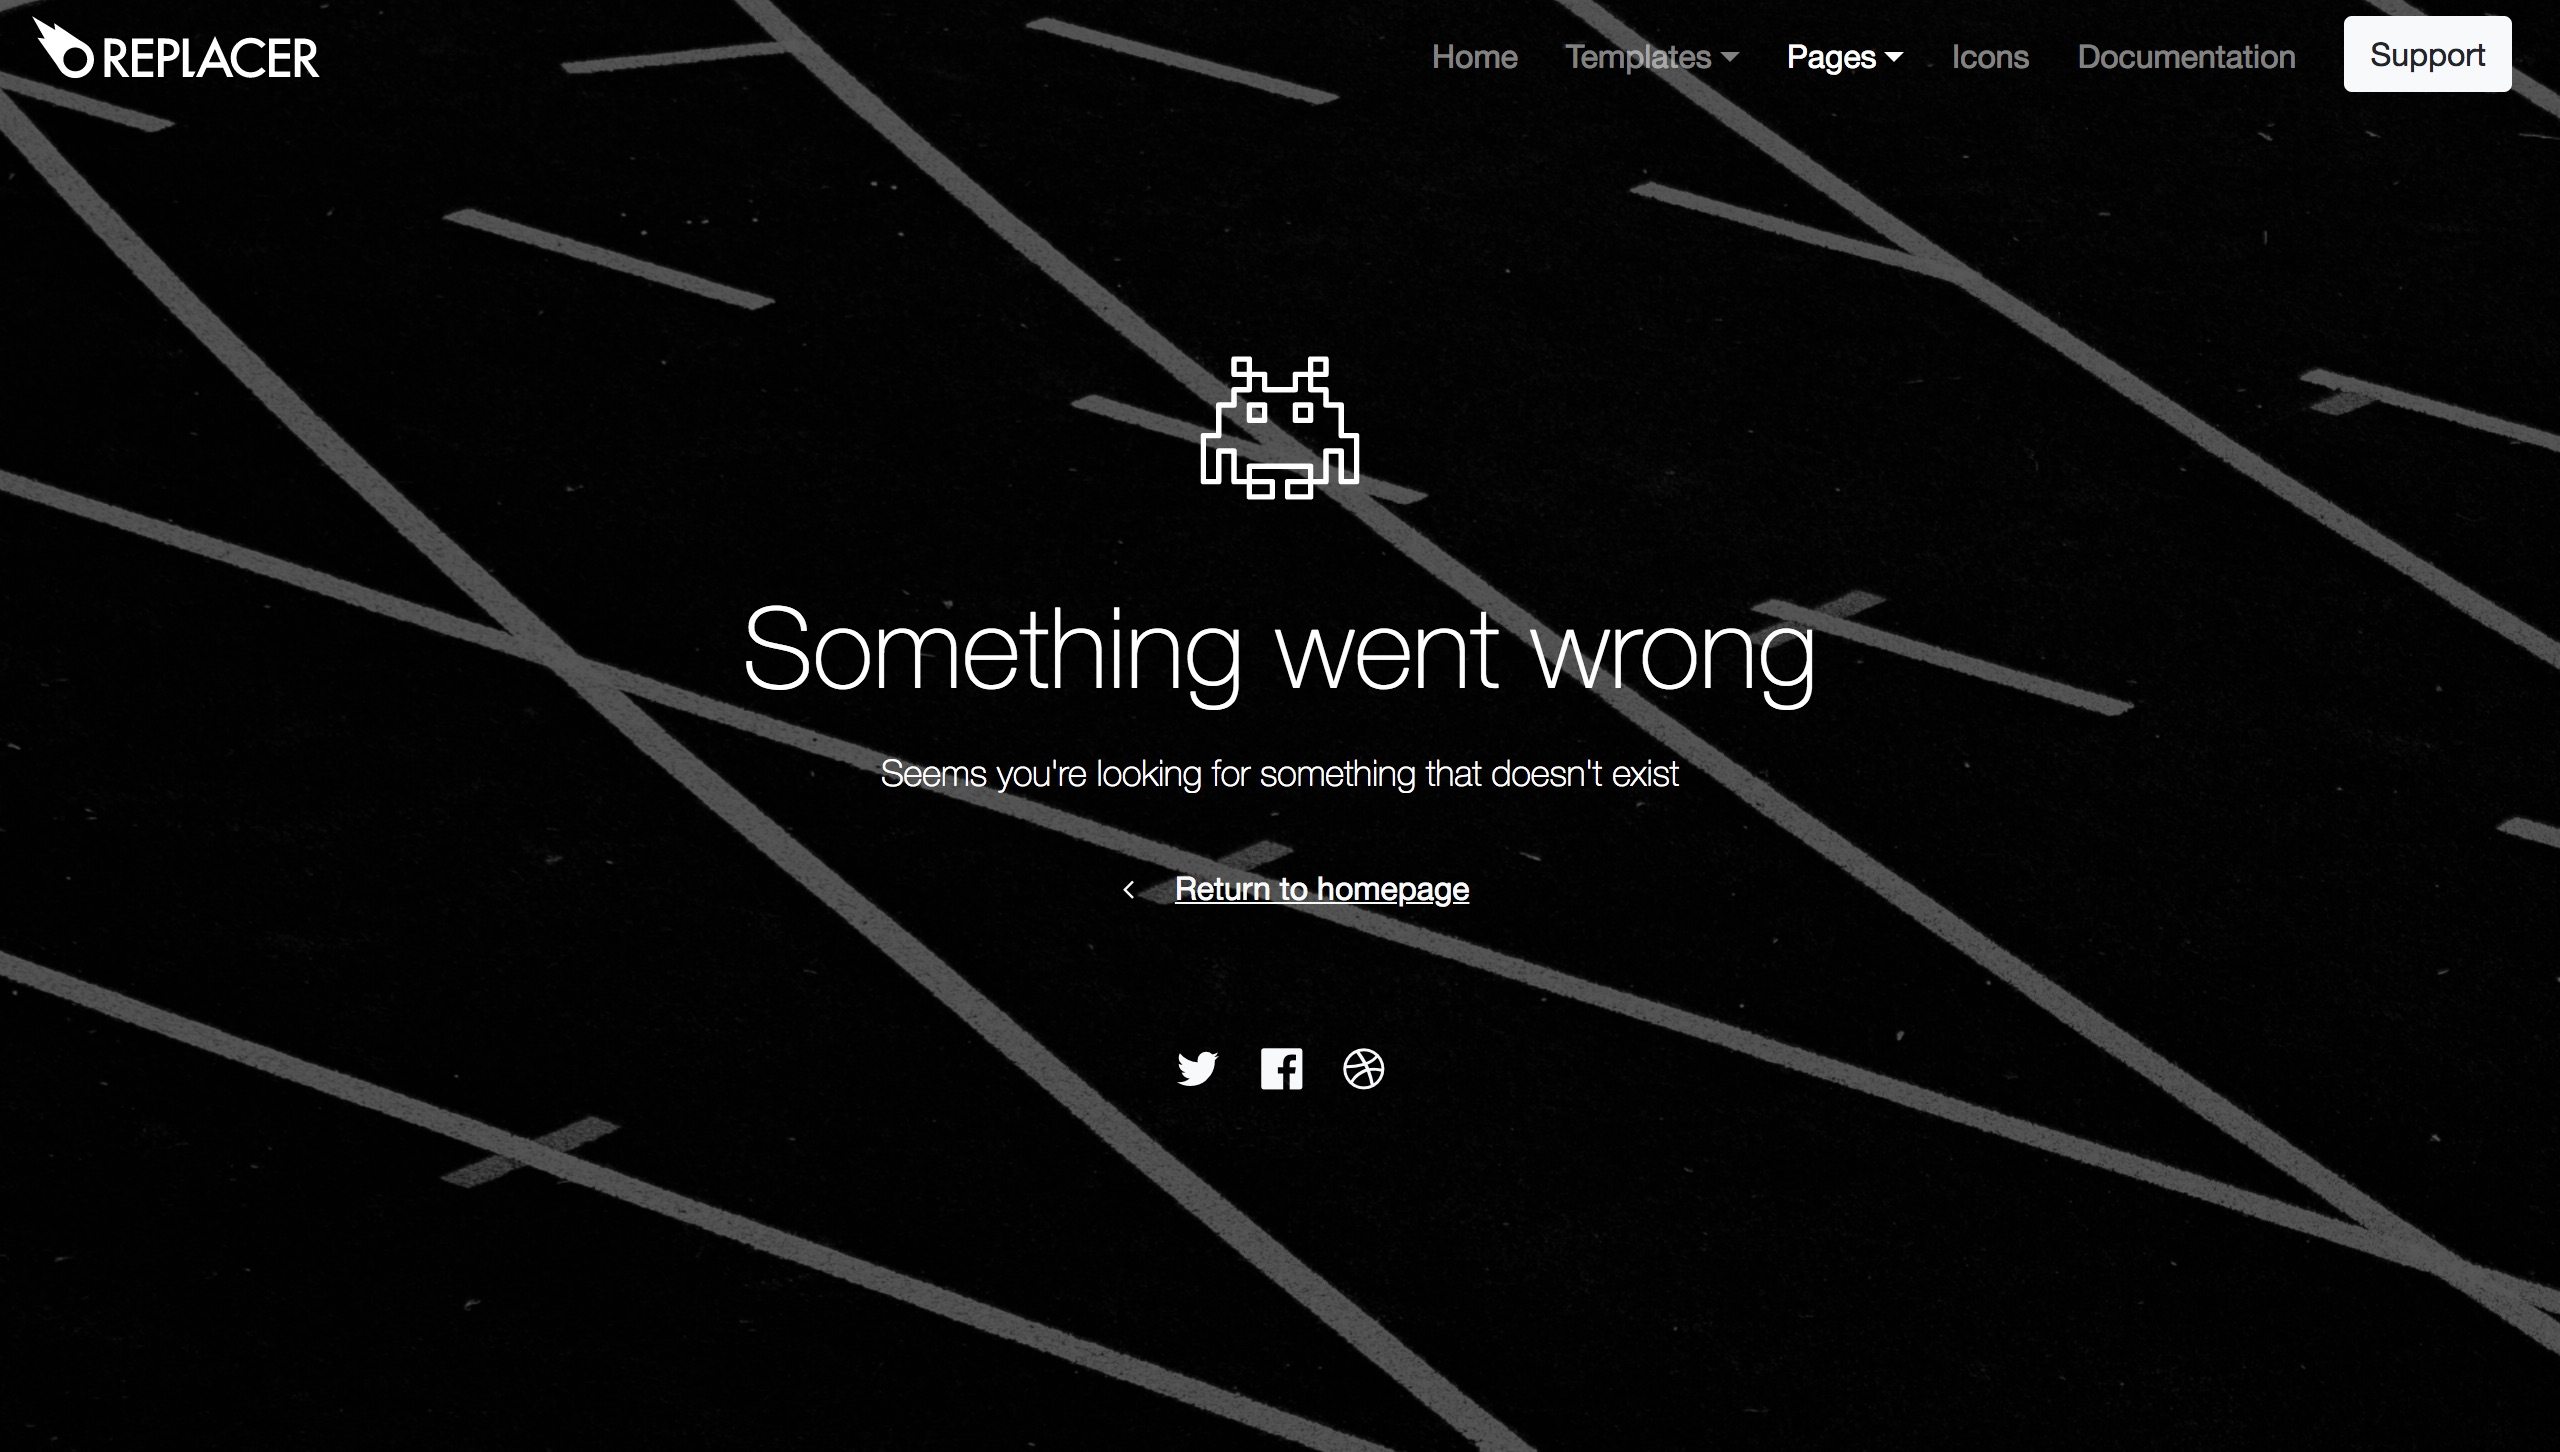 REPLACER
Home Templates Pages Icons Documentation Support
Something went wrong
Seems you're looking for something that doesn't exist
Return to homepage